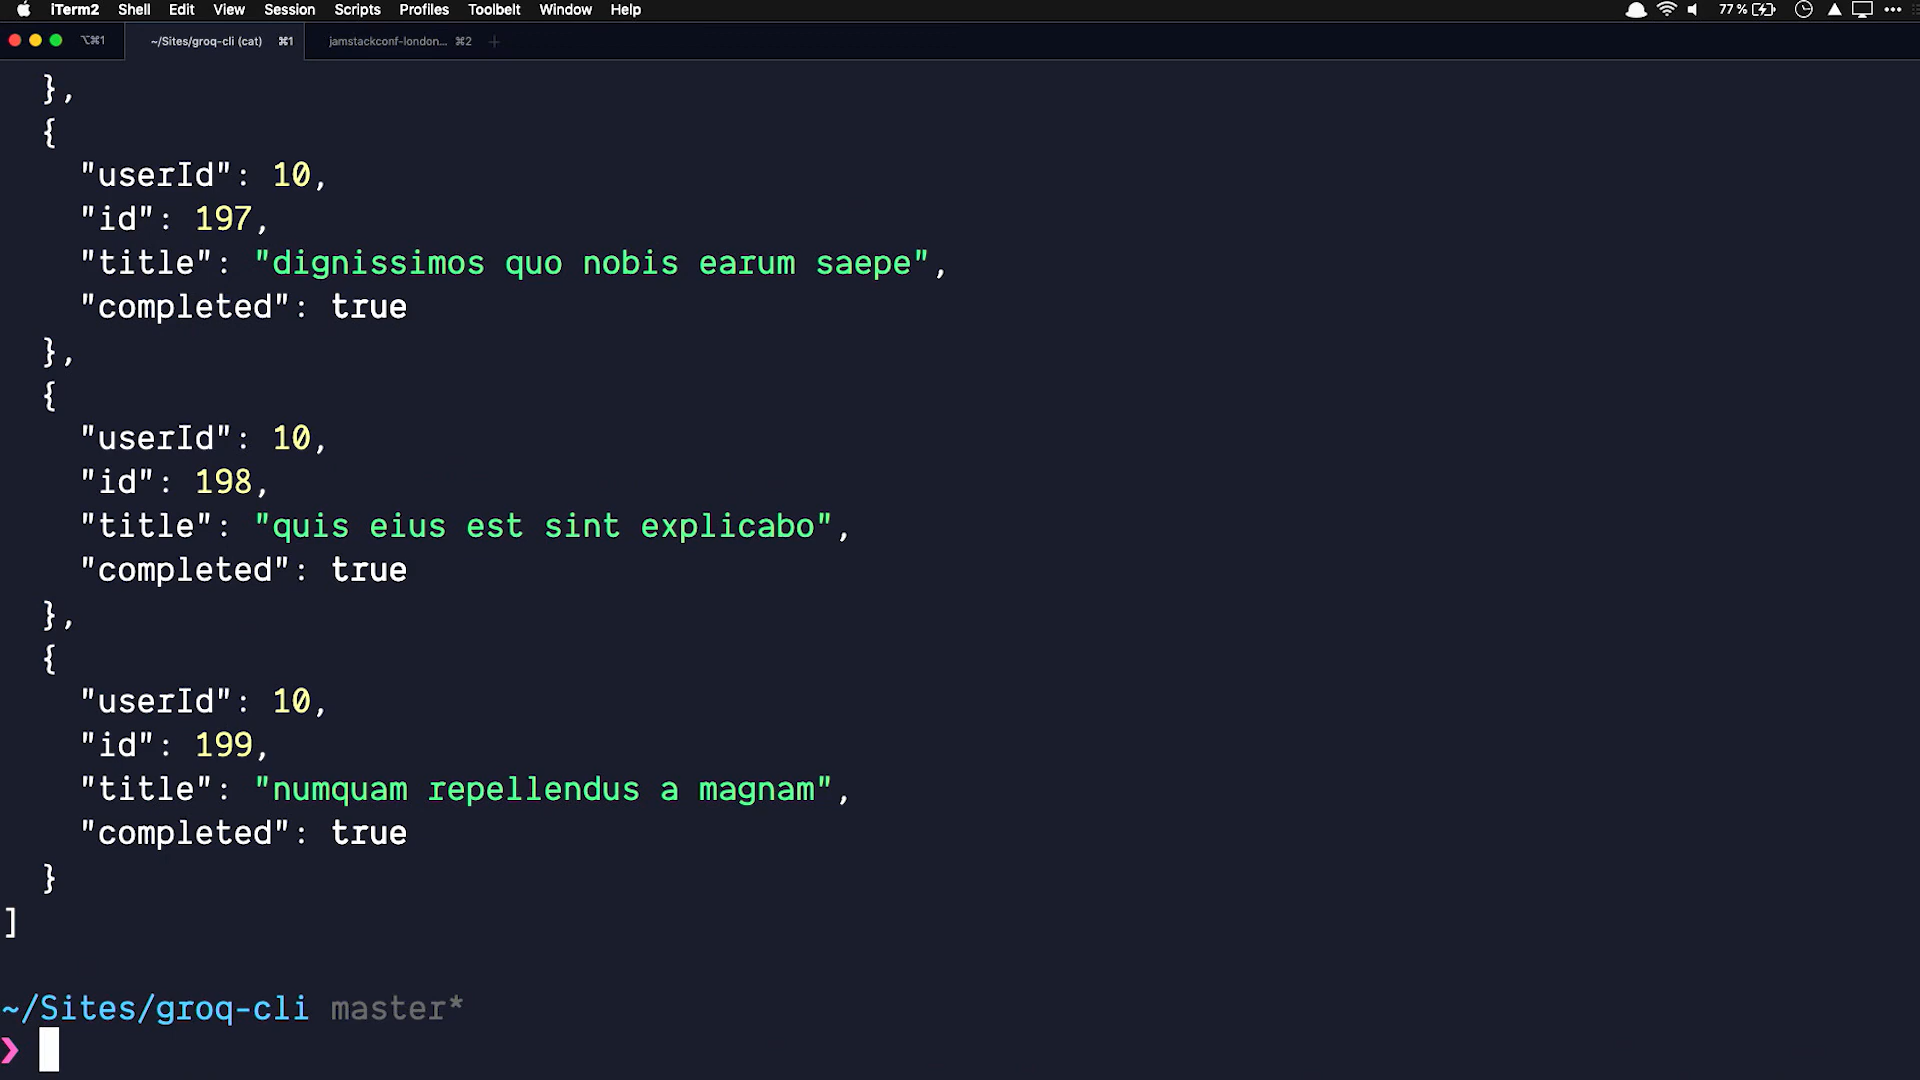 iTerm2 Shell Edit View Session Scripts Profiles Toolbelt Window Help 77 %
⌥⌘1 ~/Sites/groq-cli (cat) ⌘1 jamstackconf-london... ⌘2 +
},
{
"userId": 10,
"id": 197,
"title": "dignissimos quo nobis earum saepe",
"completed": true
},
{
"userId": 10,
"id": 198,
"title": "quis eius est sint explicabo",
"completed": true
},
{
"userId": 10,
"id": 199,
"title": "numquam repellendus a magnam",
"completed": true
}
]
~/Sites/groq-cli master*
❯